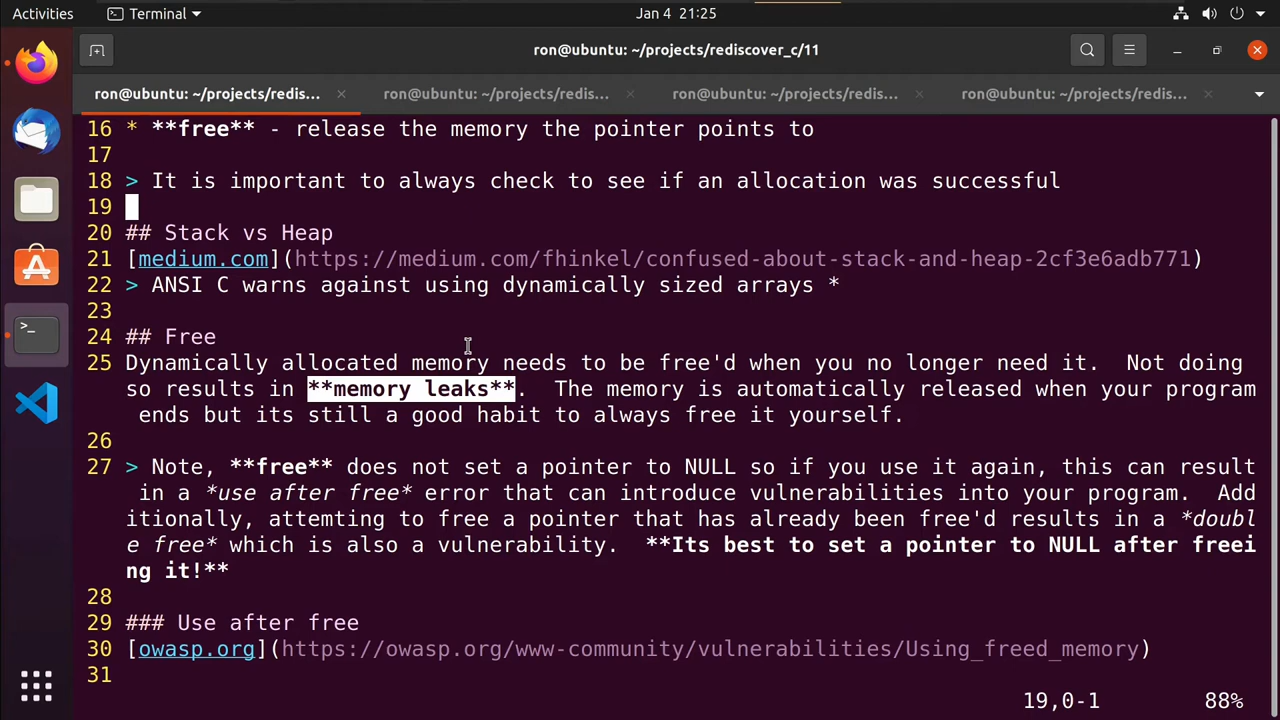 Activities
Terminal
Jan 4 21:25
ron@ubuntu: ~/projects/rediscover_c/11
ron@ubuntu: ~/projects/redis... × ron@ubuntu: ~/projects/redis... × ron@ubuntu: ~/projects/redis... × ron@ubuntu: ~/projects/redis... ×
16 * **free** - release the memory the pointer points to
17
18 > It is important to always check to see if an allocation was successful
19
20 ## Stack vs Heap
21 [medium.com](https://medium.com/fhinkel/confused-about-stack-and-heap-2cf3e6adb771)
22 > ANSI C warns against using dynamically sized arrays *
23
24 ## Free
25 Dynamically allocated memory needs to be free'd when you no longer need it.  Not doing
so results in **memory leaks**.  The memory is automatically released when your program
ends but its still a good habit to always free it yourself.
26
27 > Note, **free** does not set a pointer to NULL so if you use it again, this can result
in a *use after free* error that can introduce vulnerabilities into your program.  Add
itionally, attemting to free a pointer that has already been free'd results in a *doubl
e free* which is also a vulnerability.  **Its best to set a pointer to NULL after freei
ng it!**
28
29 ### Use after free
30 [owasp.org](https://owasp.org/www-community/vulnerabilities/Using_freed_memory)
31
19,0-1 88%